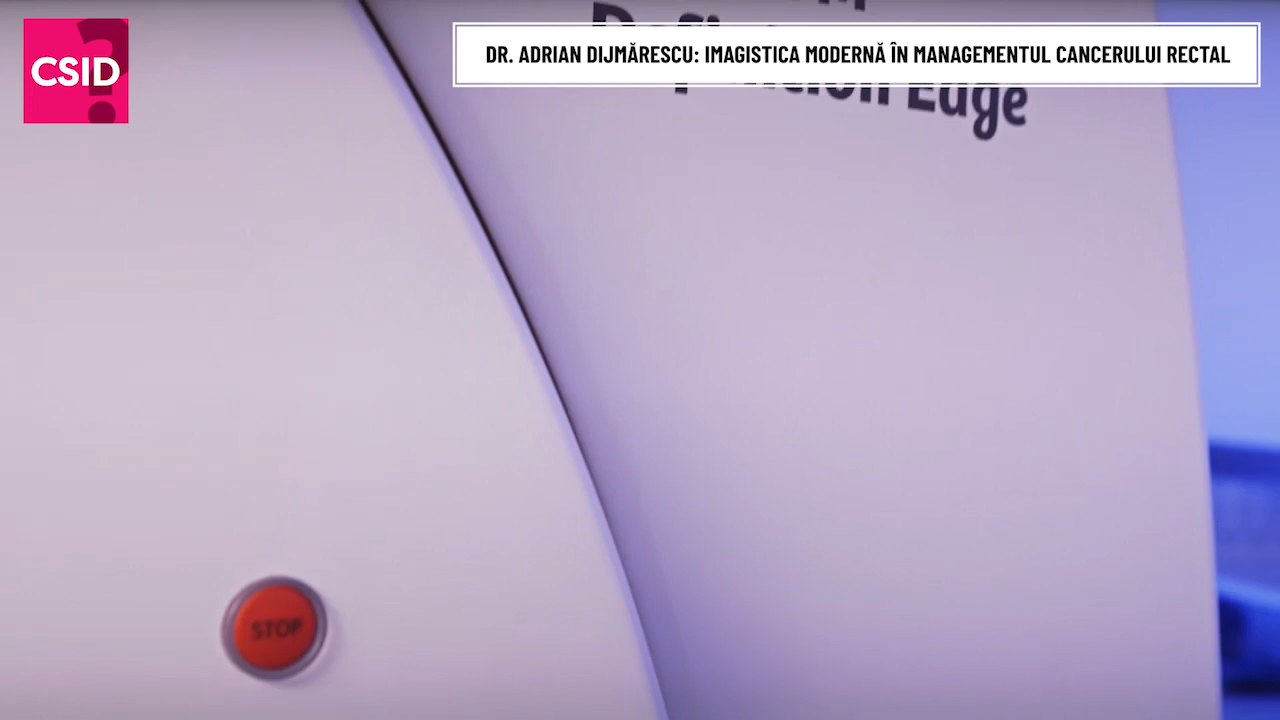 CSID
DR. ADRIAN DIJMĂRESCU: IMAGISTICA MODERNĂ ÎN MANAGEMENTUL CANCERULUI RECTAL
Edge
STOP